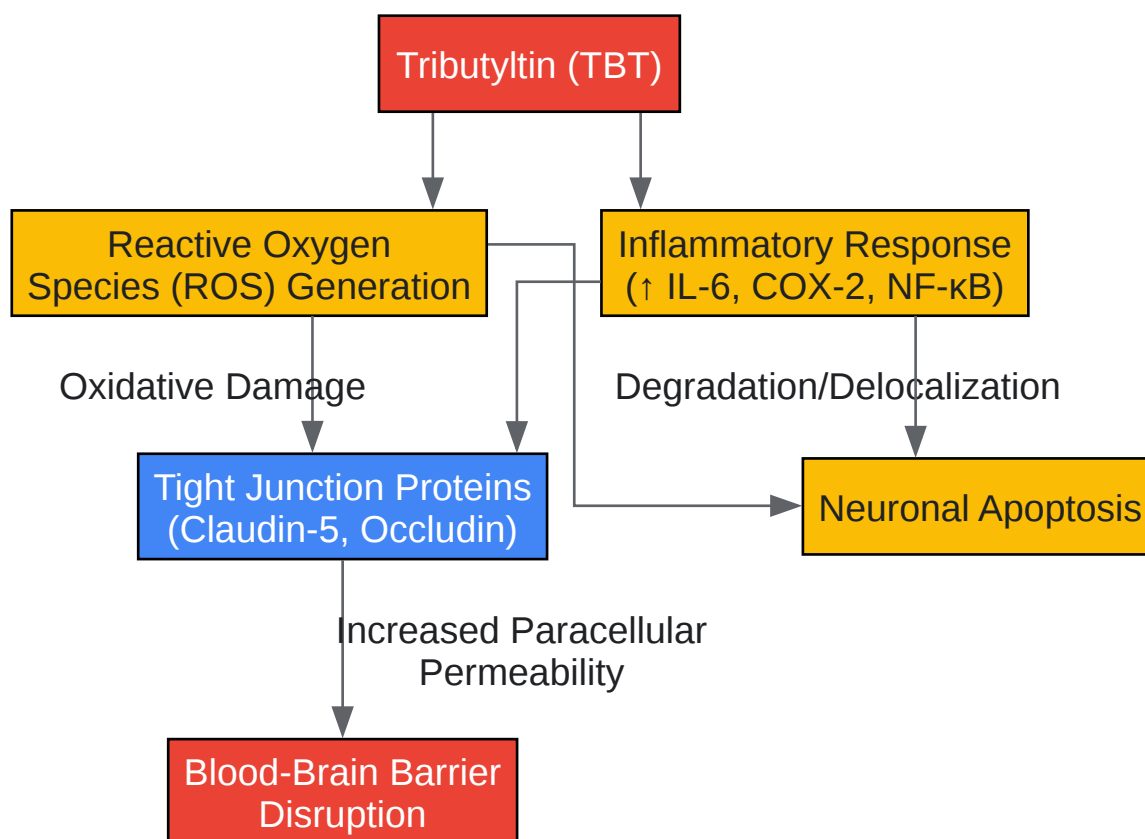 Tributyltin (TBT)
Reactive Oxygen
Species (ROS) Generation
Inflammatory Response
(↑ IL-6, COX-2, NF-κB)
Oxidative Damage
Degradation/Delocalization
Tight Junction Proteins
(Claudin-5, Occludin)
Neuronal Apoptosis
Increased Paracellular
Permeability
Blood-Brain Barrier
Disruption